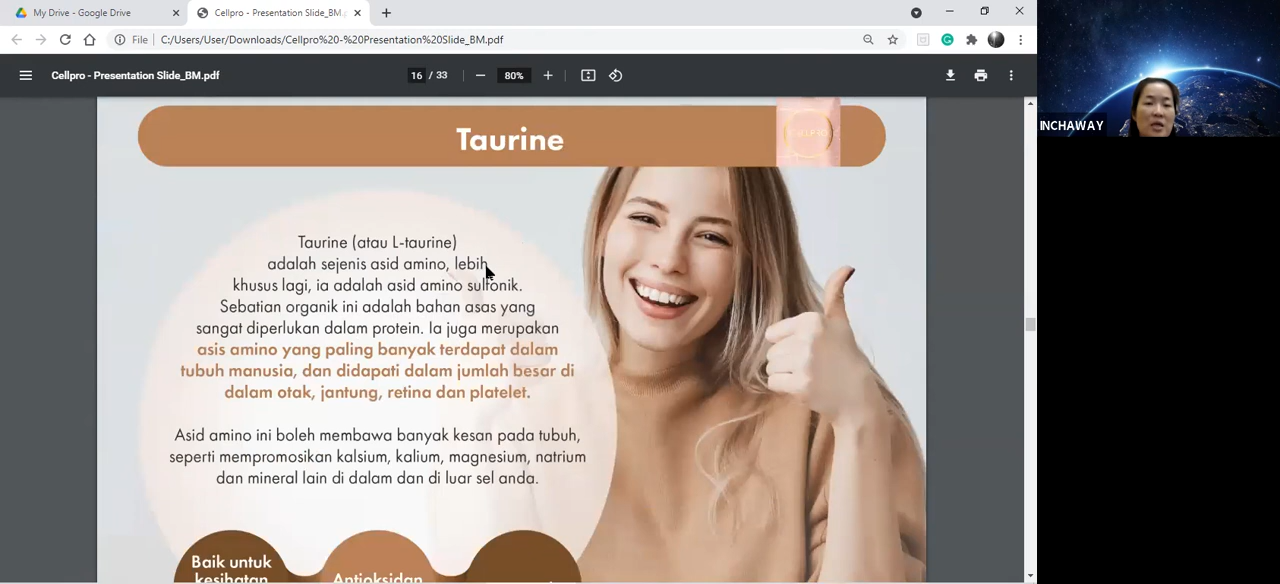 My Drive - Google Drive
Cellpro - Presentation Slide_BM.
File
C:/Users/User/Downloads/Cellpro%20-%20Presentation%20Slide_BM.pdf
Cellpro - Presentation Slide_BM.pdf
16 / 33
80%
INCHAWAY
Taurine
CELLPRO
Taurine (atau L-taurine)
adalah sejenis asid amino, lebih
khusus lagi, ia adalah asid amino sulfonik.
Sebatian organik ini adalah bahan asas yang
sangat diperlukan dalam protein. Ia juga merupakan
asis amino yang paling banyak terdapat dalam
tubuh manusia, dan didapati dalam jumlah besar di
dalam otak, jantung, retina dan platelet.
Asid amino ini boleh membawa banyak kesan pada tubuh,
seperti mempromosikan kalsium, kalium, magnesium, natrium
dan mineral lain di dalam dan di luar sel anda.
Baik untuk
kesihatan
Antioksidan